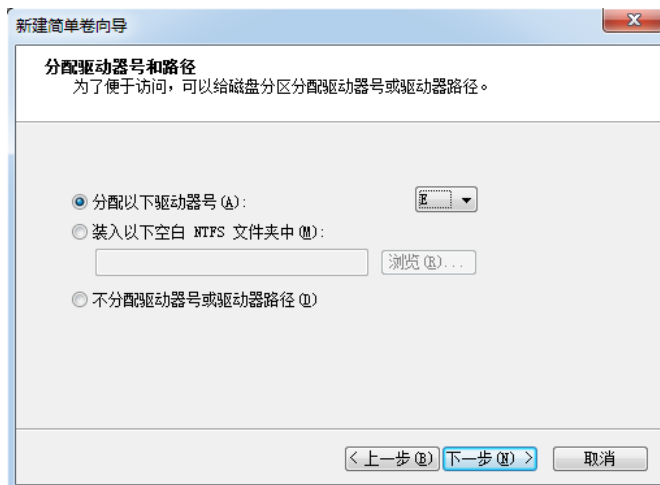 新建简单卷向导
分配驱动器号和路径
为了便于访问，可以给磁盘分区分配驱动器号或驱动器路径。
分配以下驱动器号(A): E
装入以下空白 NTFS 文件夹中(M):
浏览(R)...
不分配驱动器号或驱动器路径(D)
< 上一步(B) 下一步(N) > 取消